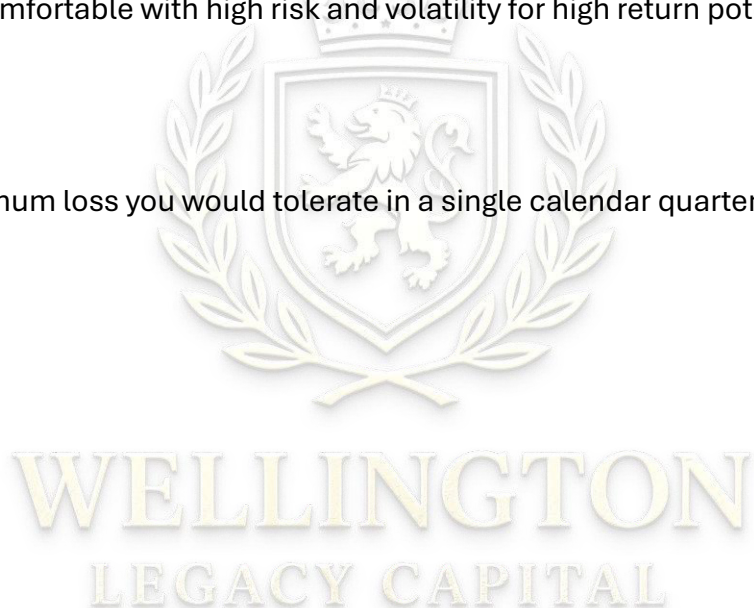 mfortable with high risk and volatility for high return pot
num loss you would tolerate in a single calendar quarter
WELLINGTON
LEGACY CAPITAL